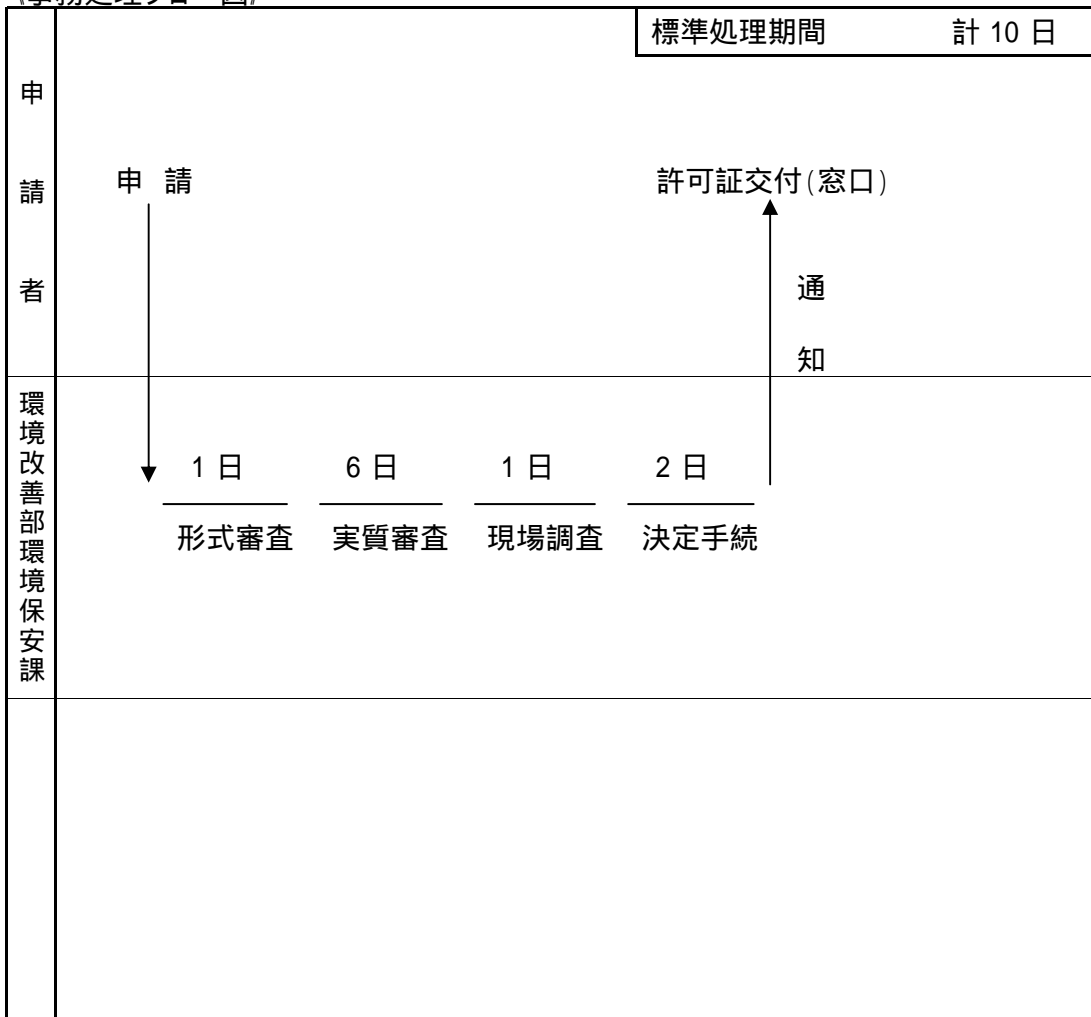 標準処理期間 計 10 日
申請者
申 請
許可証交付(窓口)
通知
環境改善部環境保安課
1 日 6 日 1 日 2 日
形式審査 実質審査 現場調査 決定手続